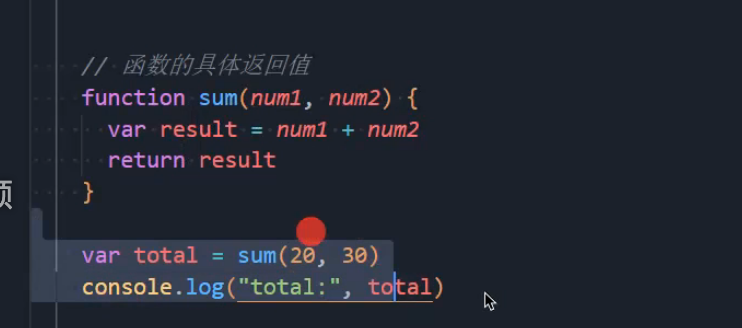 // 函数的具体返回值
function sum(num1, num2) {
  var result = num1 + num2
  return result
}
var total = sum(20, 30)
console.log("total:", total)